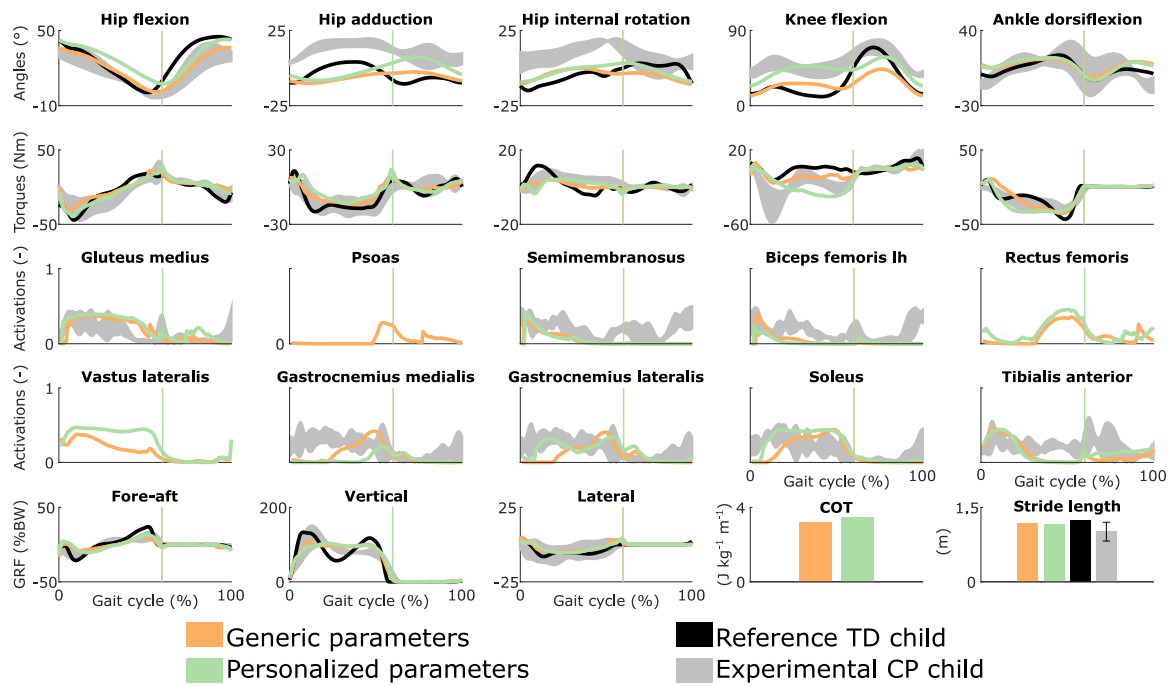 Hip flexion Hip adduction Hip internal rotation Knee flexion Ankle dorsiflexion
Angles (°) 50 -10 25 -25 25 -25 90 0 40 -30
Torques (Nm) 50 -50 30 -30 20 -20 20 -60 50 -50
Gluteus medius Psoas Semimembranosus Biceps femoris lh Rectus femoris
Activations (-) 1 0 0
Vastus lateralis Gastrocnemius medialis Gastrocnemius lateralis Soleus Tibialis anterior
Activations (-) 1 0
0 Gait cycle (%) 100 0 Gait cycle (%) 100
Fore-aft Vertical Lateral COT Stride length
GRF (%BW) 50 -50 200 0 25 -25 (J kg⁻¹ m⁻¹) 4 0 (m) 1.5 0
0 Gait cycle (%) 100 0 Gait cycle (%) 100 0 Gait cycle (%) 100
Generic parameters Reference TD child
Personalized parameters Experimental CP child